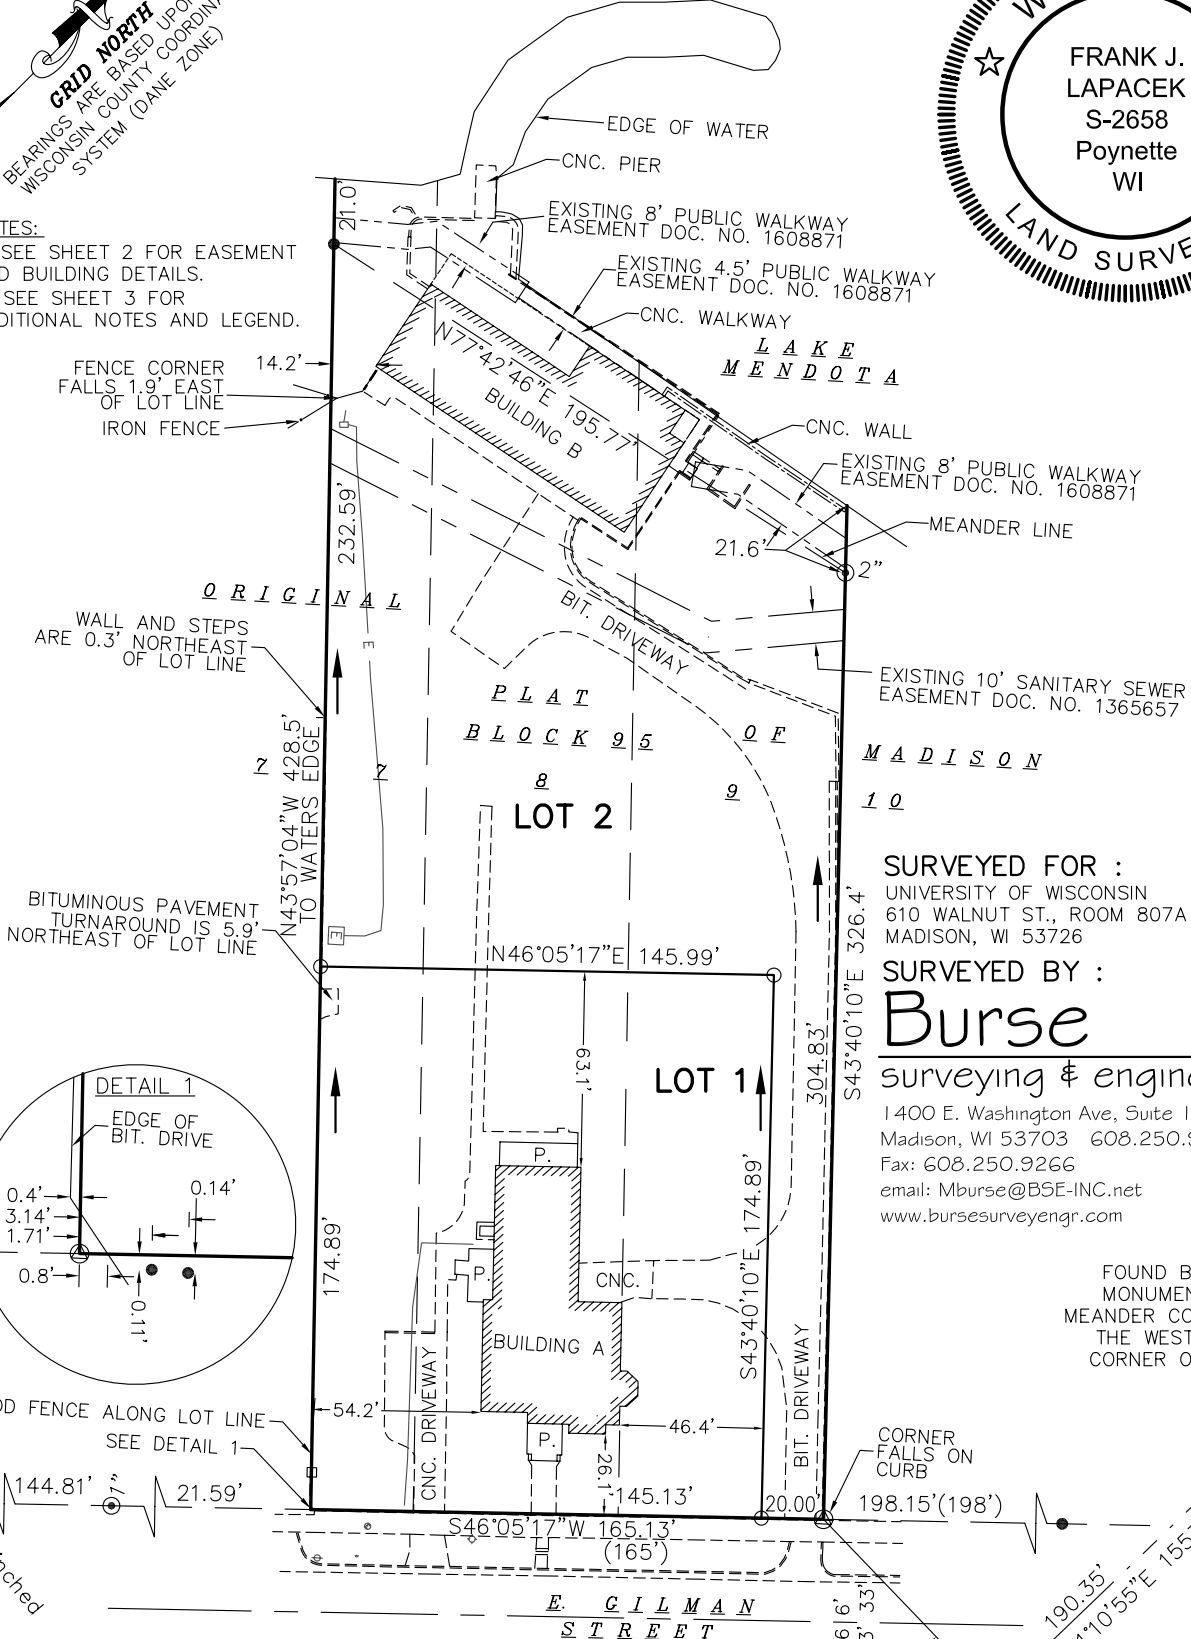 GRID NORTH
BEARINGS ARE BASED UPON
WISCONSIN COUNTY COORDINA
SYSTEM (DANE ZONE)
TES:
SEE SHEET 2 FOR EASEMENT
D BUILDING DETAILS.
SEE SHEET 3 FOR
DITIONAL NOTES AND LEGEND.
FRANK J.
LAPACEK
S-2658
Poynette
WI
LAND SURVE
EDGE OF WATER
CNC. PIER
21.0'
EXISTING 8' PUBLIC WALKWAY
EASEMENT DOC. NO. 1608871
EXISTING 4.5' PUBLIC WALKWAY
EASEMENT DOC. NO. 1608871
CNC. WALKWAY
LAKE
MENDOTA
FENCE CORNER
FALLS 1.9' EAST
OF LOT LINE
14.2'
IRON FENCE
N77°42'46"E 195.77'
BUILDING B
CNC. WALL
EXISTING 8' PUBLIC WALKWAY
EASEMENT DOC. NO. 1608871
MEANDER LINE
21.6'
2"
232.59'
ORIGINAL
WALL AND STEPS
ARE 0.3' NORTHEAST
OF LOT LINE
E
BIT. DRIVEWAY
EXISTING 10' SANITARY SEWER
EASEMENT DOC. NO. 1365657
PLAT
BLOCK 95
OF
MADISON
7
7
8
9
10
LOT 2
N43°57'04"W 428.5'
TO WATERS EDGE
BITUMINOUS PAVEMENT
TURNAROUND IS 5.9'
NORTHEAST OF LOT LINE
E
N46°05'17"E 145.99'
SURVEYED FOR :
UNIVERSITY OF WISCONSIN
610 WALNUT ST., ROOM 807A
MADISON, WI 53726
SURVEYED BY :
Burse
surveying & engin
1400 E. Washington Ave, Suite 1
Madison, WI 53703 608.250.9
Fax: 608.250.9266
email: Mburse@BSE-INC.net
www.bursesurveyengr.com
S43°40'10"E 326.4'
304.83'
63.1'
LOT 1
S43°40'10"E 174.89'
174.89'
DETAIL 1
EDGE OF
BIT. DRIVE
0.4'
3.14'
1.71'
0.14'
0.8'
0.11'
P.
P.
CNC.
BUILDING A
P.
54.2'
46.4'
26.1'
CNC. DRIVEWAY
BIT. DRIVEWAY
FOUND B
MONUMEN
MEANDER CO
THE WEST
CORNER O
OD FENCE ALONG LOT LINE
SEE DETAIL 1
CORNER
FALLS ON
CURB
144.81'
1"
21.59'
145.13'
20.00'
198.15'(198')
S46°05'17"W 165.13'
(165')
inched
E. GILMAN
STREET
6'
33'
190.35'
1°10'55"E 155